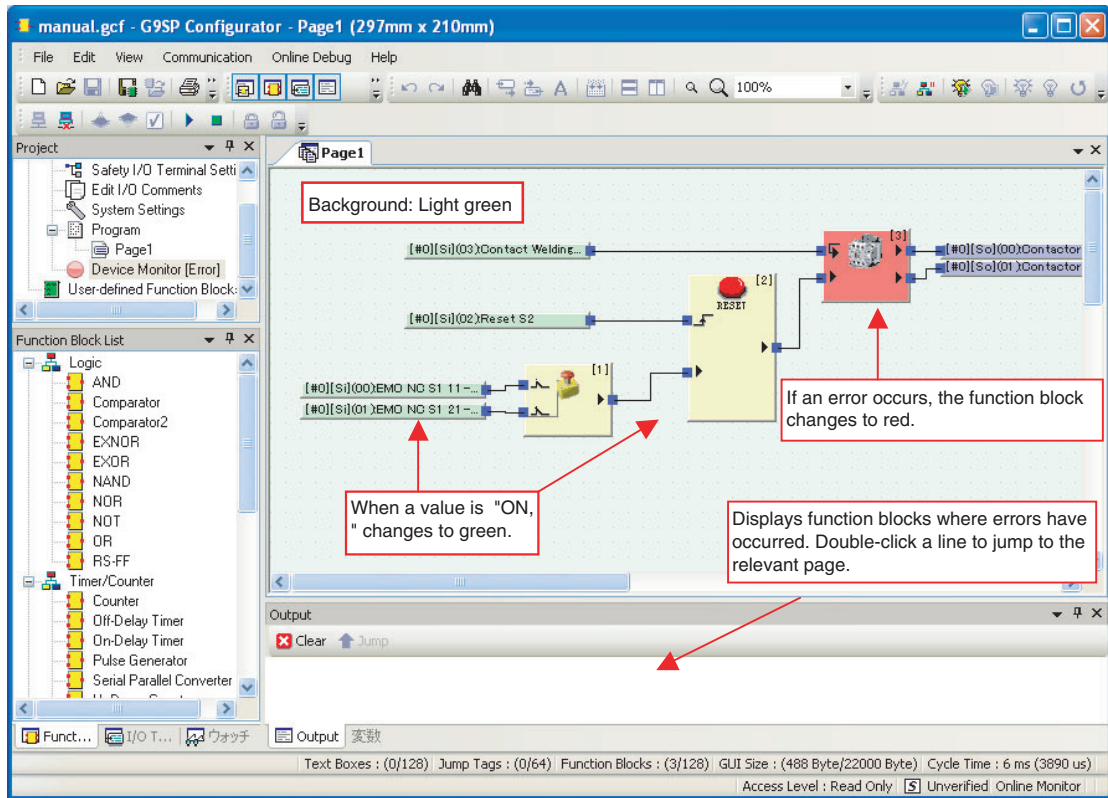 manual.gcf - G9SP Configurator - Page1 (297mm x 210mm)
File Edit View Communication Online Debug Help
100%
Project
Safety I/O Terminal Setti
Edit I/O Comments
System Settings
Program
Page1
Device Monitor [Error]
User-defined Function Block
Function Block List
Logic
AND
Comparator
Comparator2
EXNOR
EXOR
NAND
NOR
NOT
OR
RS-FF
Timer/Counter
Counter
Off-Delay Timer
On-Delay Timer
Pulse Generator
Serial Parallel Converter
Funct... I/O T... ウォッチ
Page1
Background: Light green
[#0][Si](03):Contact Welding...
[3]
[#0][So](00):Contactor
[#0][So](01):Contactor
[2]
RESET
[#0][Si](02):Reset S2
[1]
[#0][Si](00):EMO NC S1 11-...
[#0][Si](01):EMO NC S1 21-...
If an error occurs, the function block
changes to red.
When a value is "ON,
" changes to green.
Displays function blocks where errors have
occurred. Double-click a line to jump to the
relevant page.
Output
Clear Jump
Output 変数
Text Boxes : (0/128) Jump Tags : (0/64) Function Blocks : (3/128) GUI Size : (488 Byte/22000 Byte) Cycle Time : 6 ms (3890 us)
Access Level : Read Only S Unverified Online Monitor